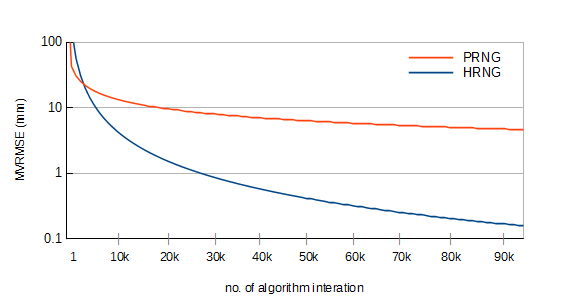 100
PRNG
HRNG
10
MVRMSE (mm)
1
0.1
1 10k 20k 30k 40k 50k 60k 70k 80k 90k
no. of algorithm interation